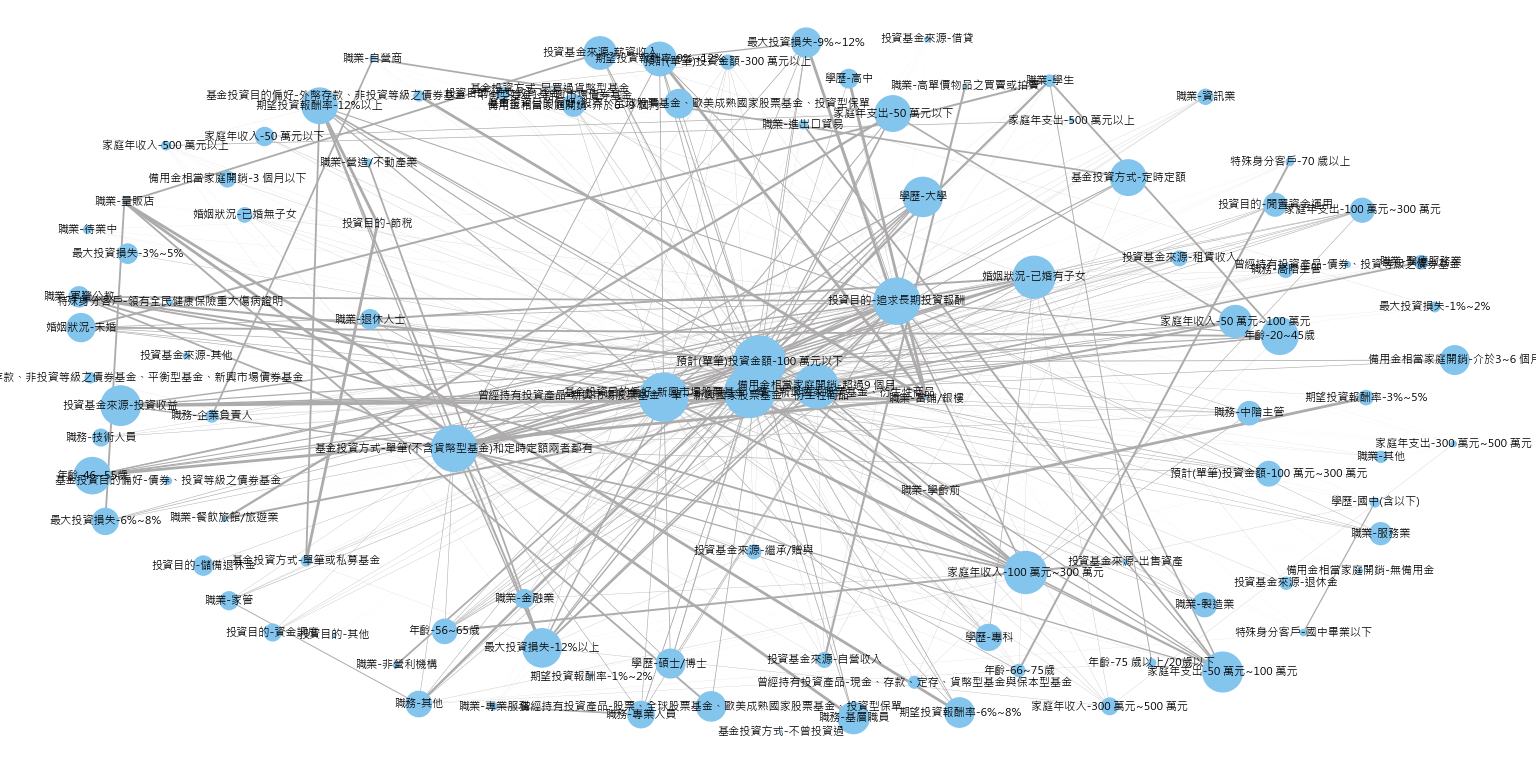 投資基金來源-借貸
最大投資損失-9%~12%
投資基金來源-薪資收入
職業-自營商
預計(單筆)投資金額-300 萬元以上
學歷-高中
職業-學生
職業-高單價物品之買賣或拍賣
職業-資訊業
基金投資目的偏好-外幣存款、非投資等級之債券基金
期望投資報酬率-12%以上
家庭年支出-50 萬元以下
家庭年支出-500 萬元以上
職業-進出口貿易
家庭年收入-50 萬元以下
家庭年收入-500 萬元以上
職業-營造/不動產業
特殊身分客戶-70 歲以上
備用金相當家庭開銷-3 個月以下
基金投資方式-定時定額
學歷-大學
職業-量販店
投資目的-閒置資金運用
家庭年支出-100 萬元~300 萬元
婚姻狀況-已婚無子女
投資目的-節稅
職業-待業中
最大投資損失-3%~5%
投資基金來源-租賃收入
職務-高階主管
曾經持有投資產品-債券、投資等級之債券基金
婚姻狀況-已婚有子女
特殊身分客戶-領有全民健康保險重大傷病證明
投資目的-追求長期投資報酬
最大投資損失-1%~2%
職業-退休人士
家庭年收入-50 萬元~100 萬元
婚姻狀況-未婚
年齡-20~45歲
投資基金來源-其他
預計(單筆)投資金額-100 萬元以下
備用金相當家庭開銷-介於3~6 個月
款、非投資等級之債券基金、平衡型基金、新興市場債券基金
備用金相當家庭開銷-超過9 個月
期望投資報酬率-3%~5%
投資基金來源-投資收益
職務-企業負責人
職務-中階主管
職務-技術人員
家庭年支出-300 萬元~500 萬元
基金投資方式-單筆(不含貨幣型基金)和定時定額兩者都有
職業-其他
預計(單筆)投資金額-100 萬元~300 萬元
年齡-46~55歲
基金投資目的偏好-債券、投資等級之債券基金
職業-學齡前
學歷-國中(含以下)
最大投資損失-6%~8%
職業-餐飲旅館/旅遊業
職業-服務業
投資基金來源-繼承/贈與
基金投資方式-單筆或私募基金
投資基金來源-出售資產
投資目的-儲備退休金
家庭年收入-100 萬元~300 萬元
備用金相當家庭開銷-無備用金
投資基金來源-退休金
職業-家管
職業-金融業
職業-製造業
年齡-56~65歲
投資目的-其他
特殊身分客戶-國中畢業以下
學歷-專科
最大投資損失-12%以上
投資基金來源-自營收入
職業-非營利機構
學歷-碩士/博士
年齡-75 歲以上/20歲以下
年齡-66~75歲
家庭年支出-50 萬元~100 萬元
期望投資報酬率-1%~2%
曾經持有投資產品-現金、存款、定存、貨幣型基金與保本型基金
職務-其他
曾經持有投資產品-股票、全球股票基金、歐美成熟國家股票基金、投資型保單
家庭年收入-300 萬元~500 萬元
期望投資報酬率-6%~8%
職務-專業人員
職務-基層職員
基金投資方式-不曾投資過